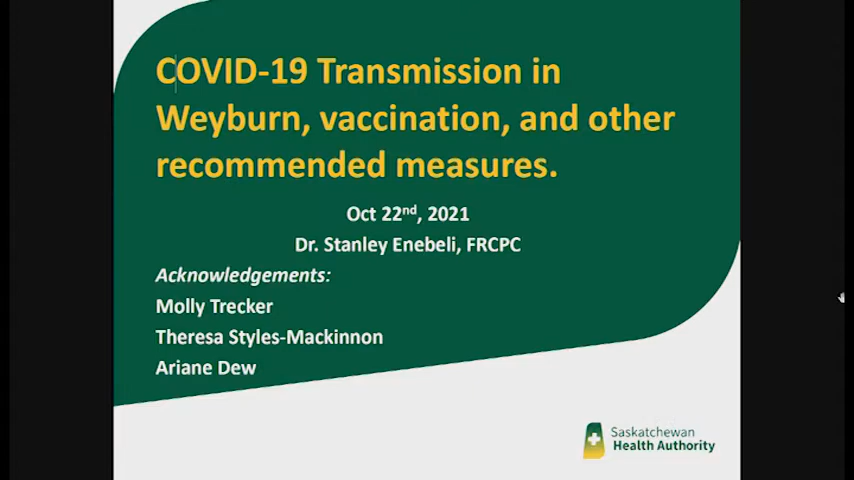 COVID-19 Transmission in
Weyburn, vaccination, and other
recommended measures.
Oct 22nd, 2021
Dr. Stanley Enebeli, FRCPC
Acknowledgements:
Molly Trecker
Theresa Styles-Mackinnon
Ariane Dew
Saskatchewan
Health Authority